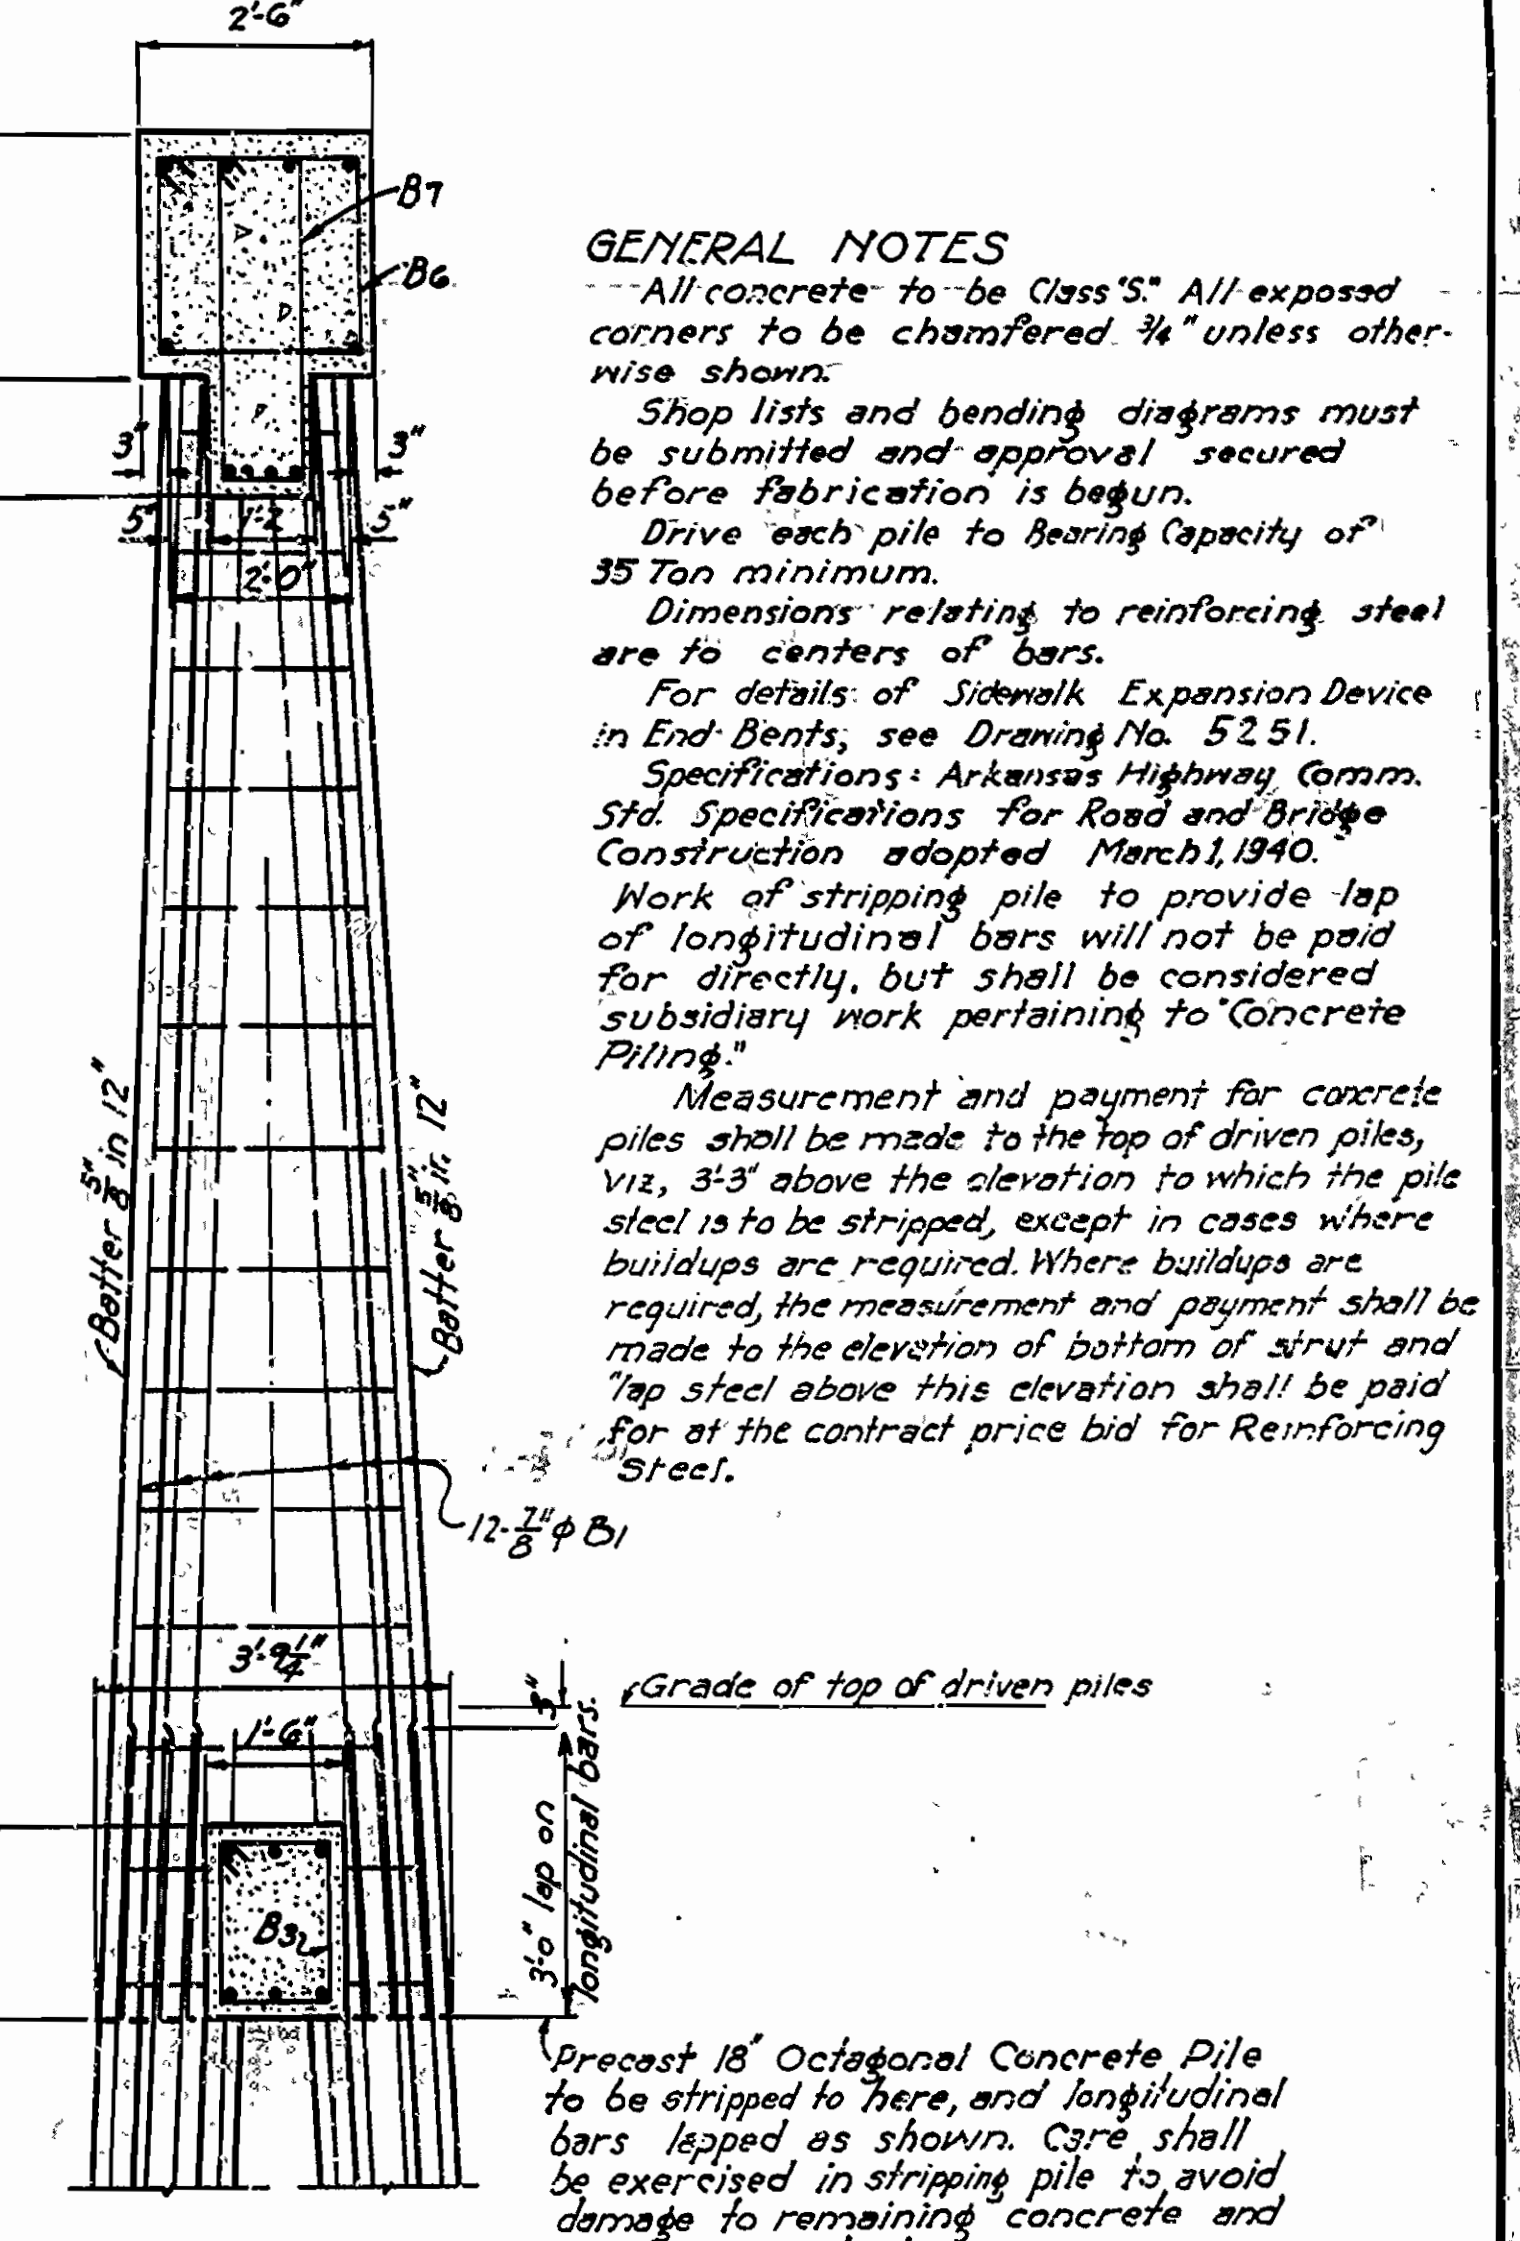 2'-6"
B7
B6
3"
3"
5"
1'-2
5"
2'-0"
Batter 5/8" in 12"
Batter 5/8" in 12"
12-7/8"φ B1
3'-9 1/4"
1'-6"
3"
3'-0" lap on
longitudinal bars.
B32
GENERAL NOTES
All concrete to be Class "S." All exposed
corners to be chamfered 3/4" unless other-
wise shown.
Shop lists and bending diagrams must
be submitted and approval secured
before fabrication is begun.
Drive each pile to Bearing Capacity of
35 Ton minimum.
Dimensions relating to reinforcing steel
are to centers of bars.
For details of Sidewalk Expansion Device
in End Bents, see Drawing No. 5251.
Specifications: Arkansas Highway Comm.
Std. Specifications for Road and Bridge
Construction adopted March 1, 1940.
Work of stripping pile to provide lap
of longitudinal bars will not be paid
for directly, but shall be considered
subsidiary work pertaining to "Concrete
Piling."
Measurement and payment for concrete
piles shall be made to the top of driven piles,
viz, 3'-3" above the elevation to which the pile
steel is to be stripped, except in cases where
buildups are required. Where buildups are
required, the measurement and payment shall be
made to the elevation of bottom of strut and
"lap steel above this elevation shall be paid
for at the contract price bid for Reinforcing
Steel.
Grade of top of driven piles
Precast 18" Octagonal Concrete Pile
to be stripped to here, and longitudinal
bars lapped as shown. Care shall
be exercised in stripping pile to avoid
damage to remaining concrete and